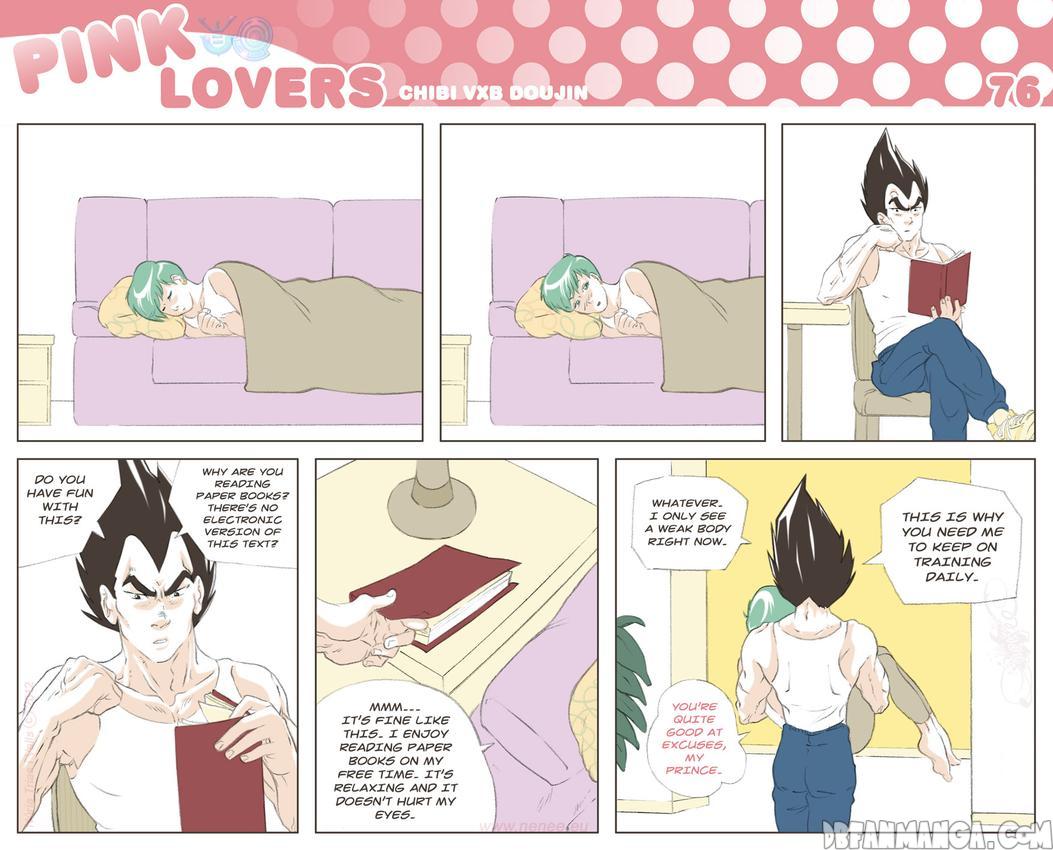 PINK
LOVERS
CHIBI VXB DOUJIN
76
DO YOU
HAVE FUN
WITH
THIS?
WHY ARE YOU
READING
PAPER BOOKS?
THERE'S NO
ELECTRONIC
VERSION OF
THIS TEXT?
MMM...
IT'S FINE LIKE
THIS. I ENJOY
READING PAPER
BOOKS ON MY
FREE TIME. IT'S
RELAXING AND IT
DOESN'T HURT MY
EYES.
WHATEVER.
I ONLY SEE
A WEAK BODY
RIGHT NOW.
THIS IS WHY
YOU NEED ME
TO KEEP ON
TRAINING
DAILY.
YOU'RE
QUITE
GOOD AT
EXCUSES,
MY
PRINCE.
www.nenee.eu
DBFANMANGA.COM